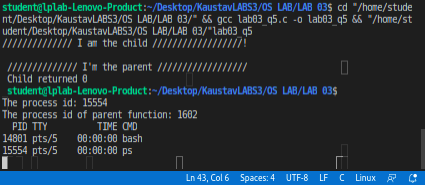 student@lplab-Lenovo-Product:~/Desktop/KaustavLABS3/OS LAB/LAB 03$ cd "/home/stude
nt/Desktop/KaustavLABS3/OS LAB/LAB 03/" && gcc lab03_q5.c -o lab03_q5 && "/home/st
udent/Desktop/KaustavLABS3/OS LAB/LAB 03/"lab03_q5
////////////// I am the child //////////////////!
////////////// I'm the parent //////////////////
Child returned 0
student@lplab-Lenovo-Product:~/Desktop/KaustavLABS3/OS LAB/LAB 03$
The process id: 15554
The process id of parent function: 1602
PID TTY TIME CMD
14801 pts/5 00:00:00 bash
15554 pts/5 00:00:00 ps
Ln 43, Col 6 Spaces: 4 UTF-8 LF C Linux